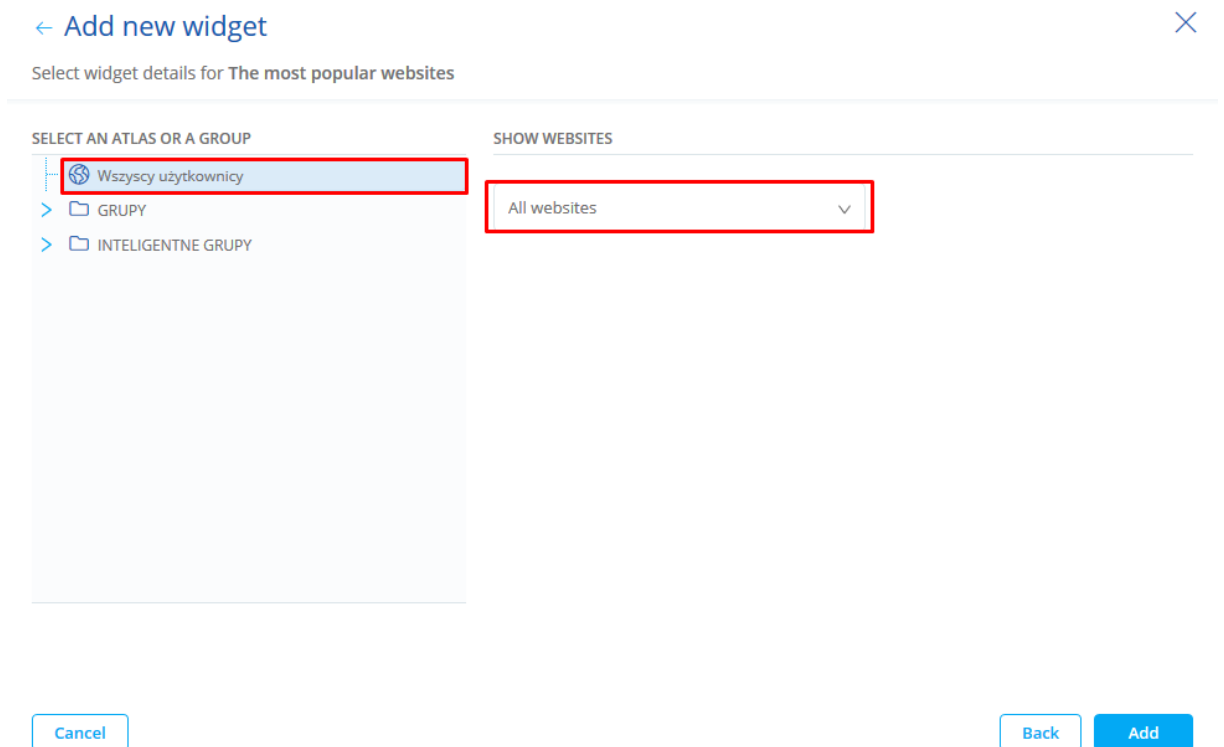 ← Add new widget
Select widget details for The most popular websites
SELECT AN ATLAS OR A GROUP
Wszyscy użytkownicy
GRUPY
INTELIGENTNE GRUPY
SHOW WEBSITES
All websites
Cancel
Back
Add